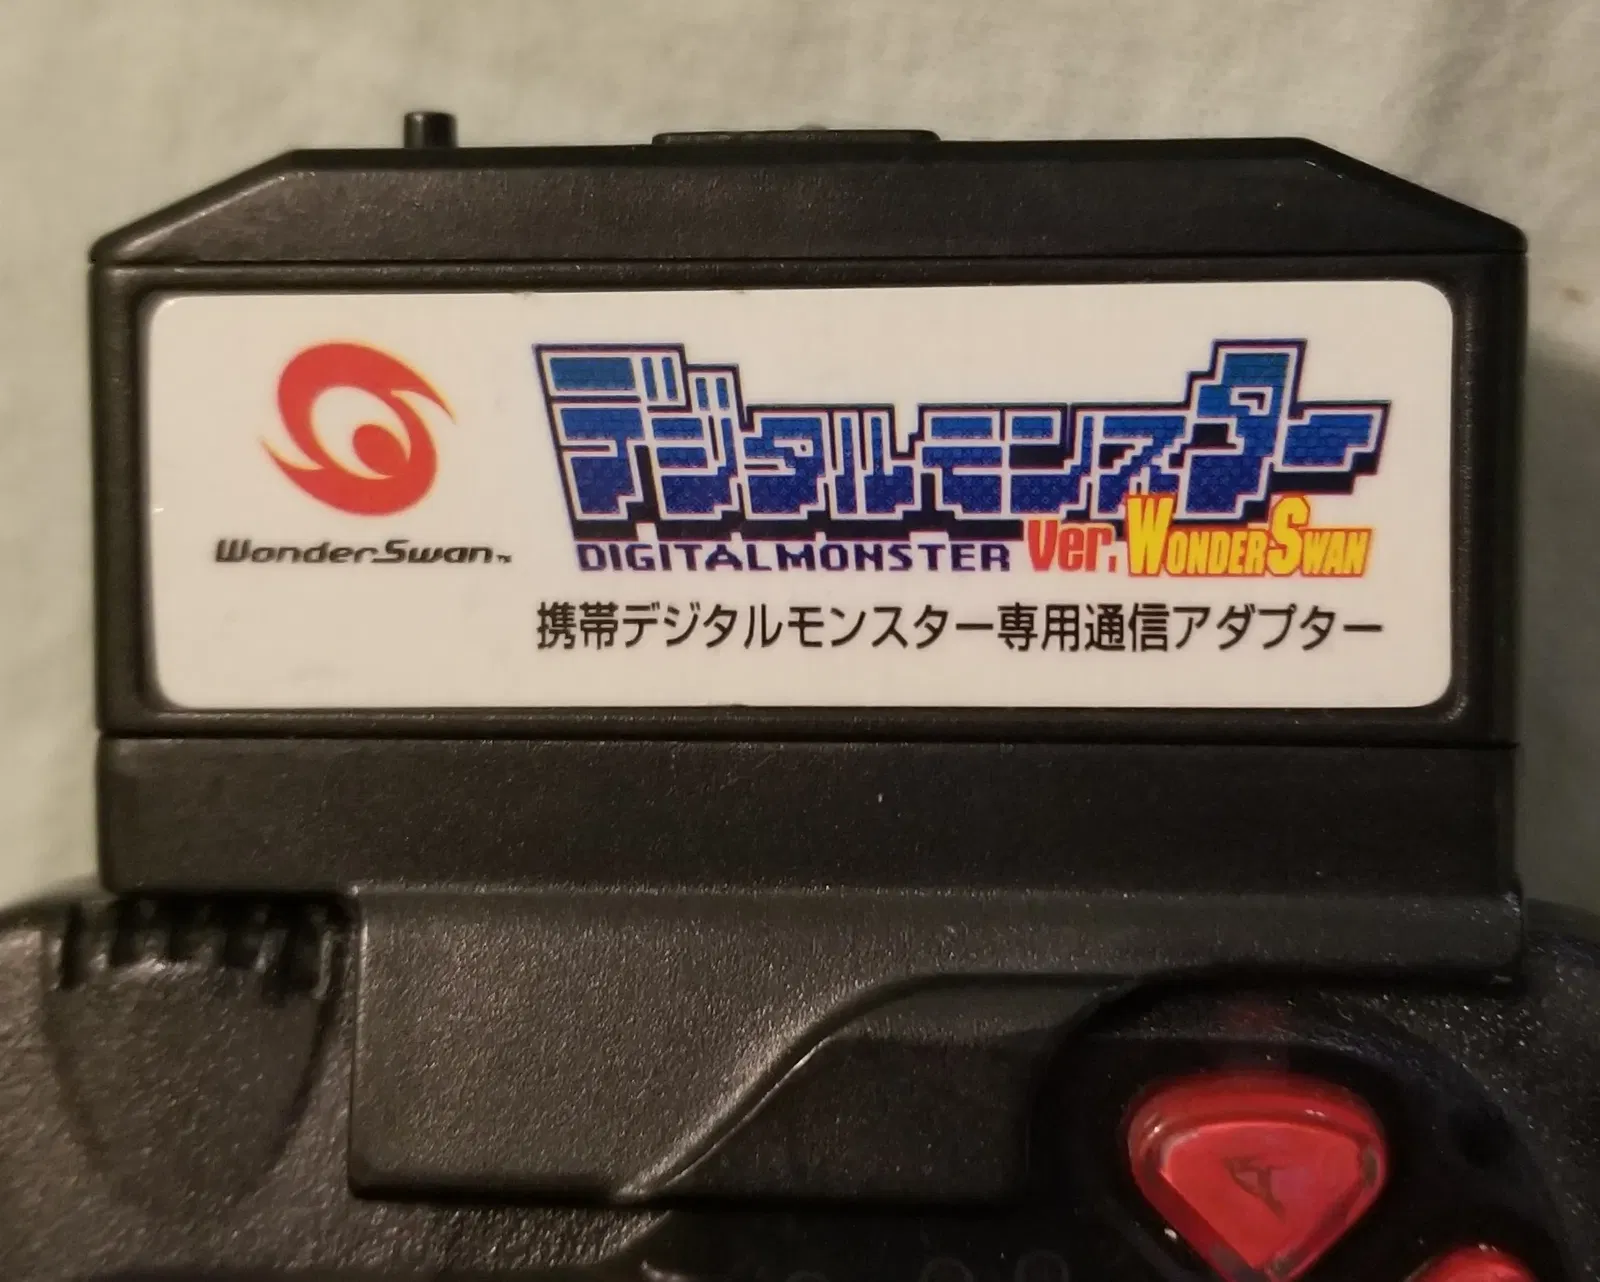 WonderSwan™
デジタルモンスター
DIGITALMONSTER Ver. WONDERSWAN
携帯デジタルモンスター専用通信アダプター